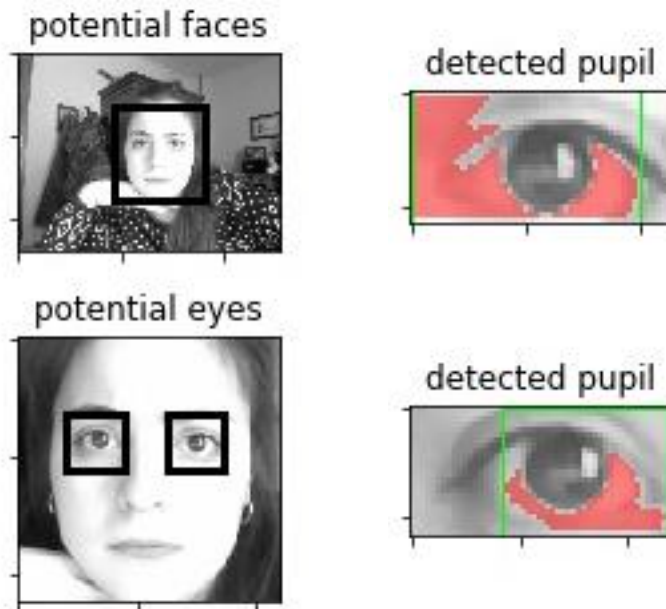 potential faces
detected pupil
potential eyes
detected pupil